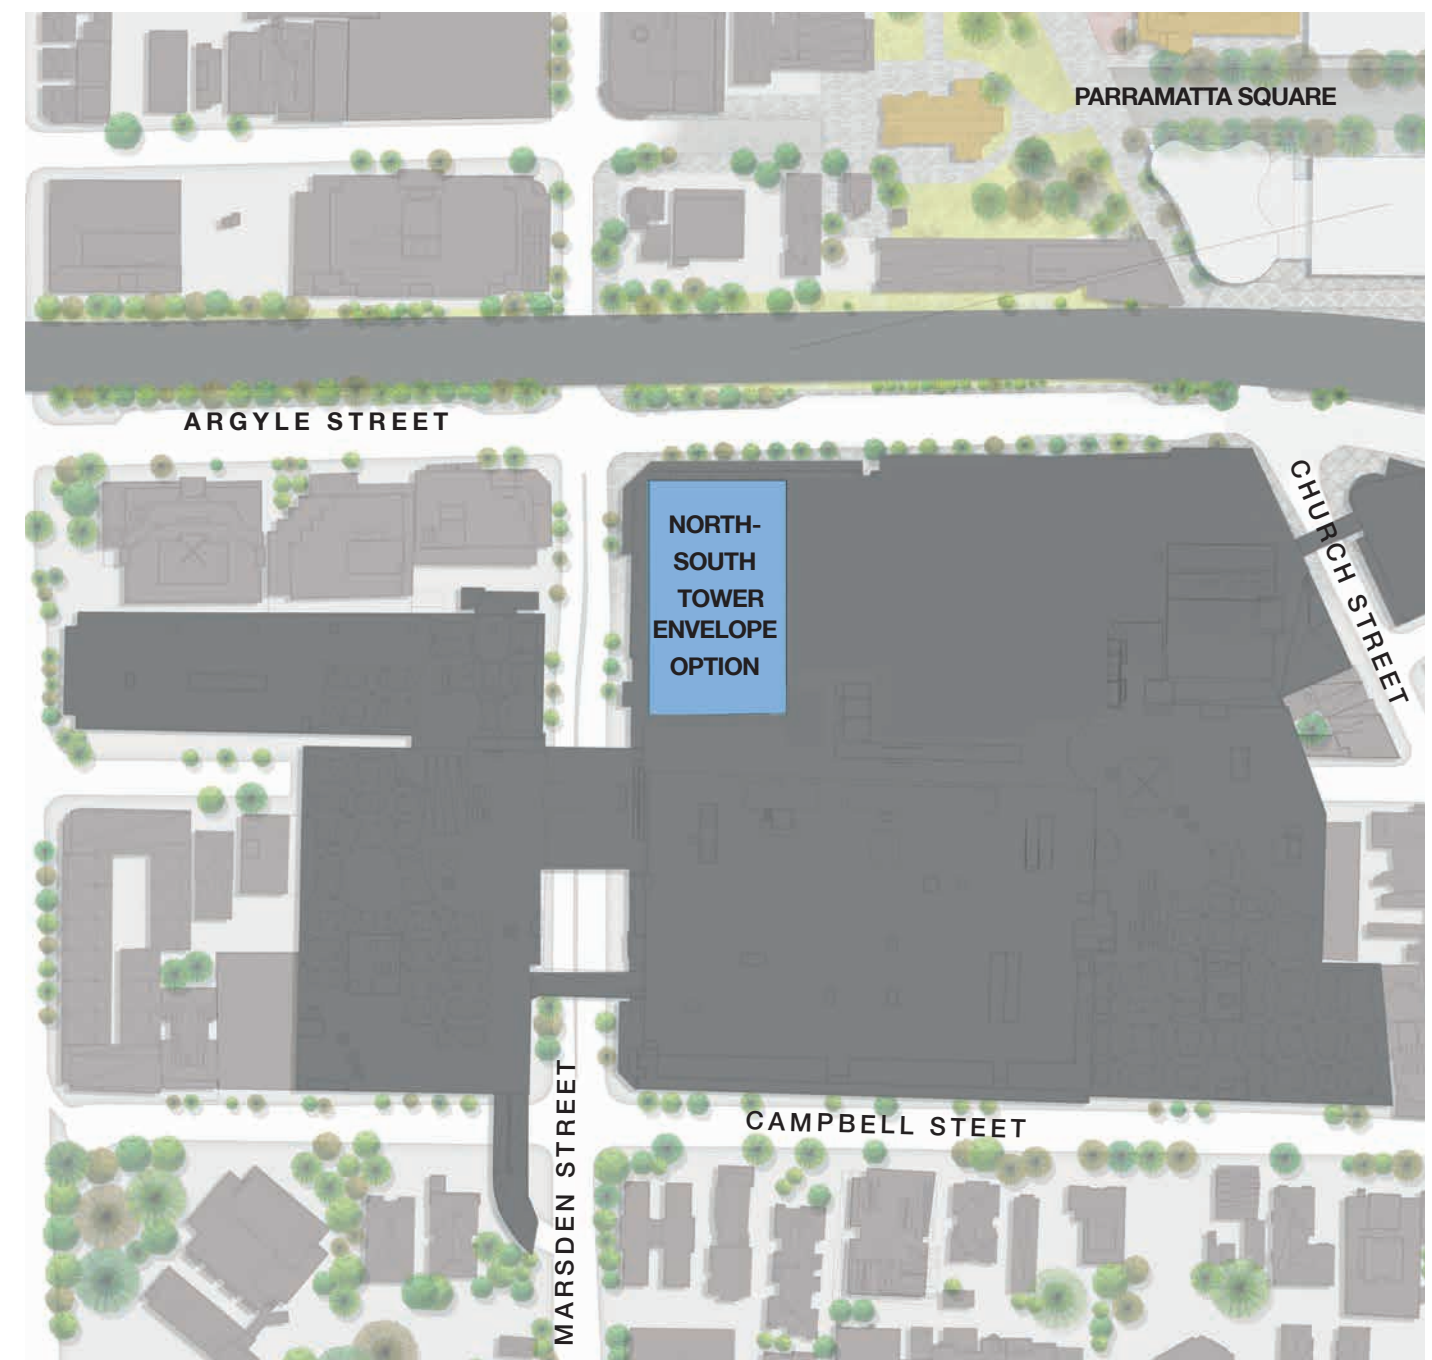 PARRAMATTA SQUARE
ARGYLE STREET
CHURCH STREET
NORTH-
SOUTH
TOWER
ENVELOPE
OPTION
CAMPBELL STEET
MARSDEN STREET